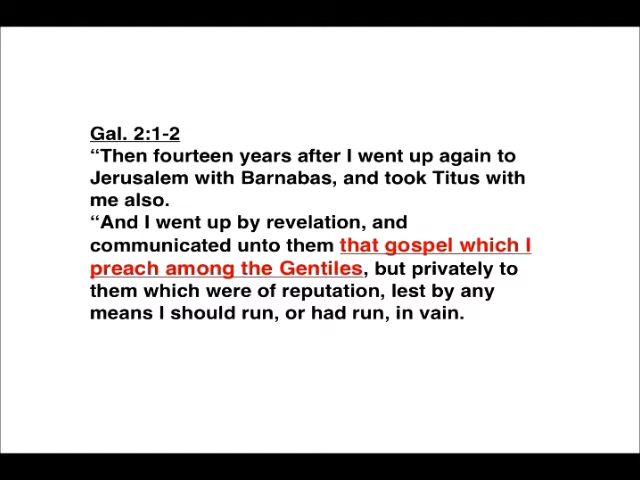 Gal. 2:1-2
“Then fourteen years after I went up again to
Jerusalem with Barnabas, and took Titus with
me also.
“And I went up by revelation, and
communicated unto them that gospel which I
preach among the Gentiles, but privately to
them which were of reputation, lest by any
means I should run, or had run, in vain.